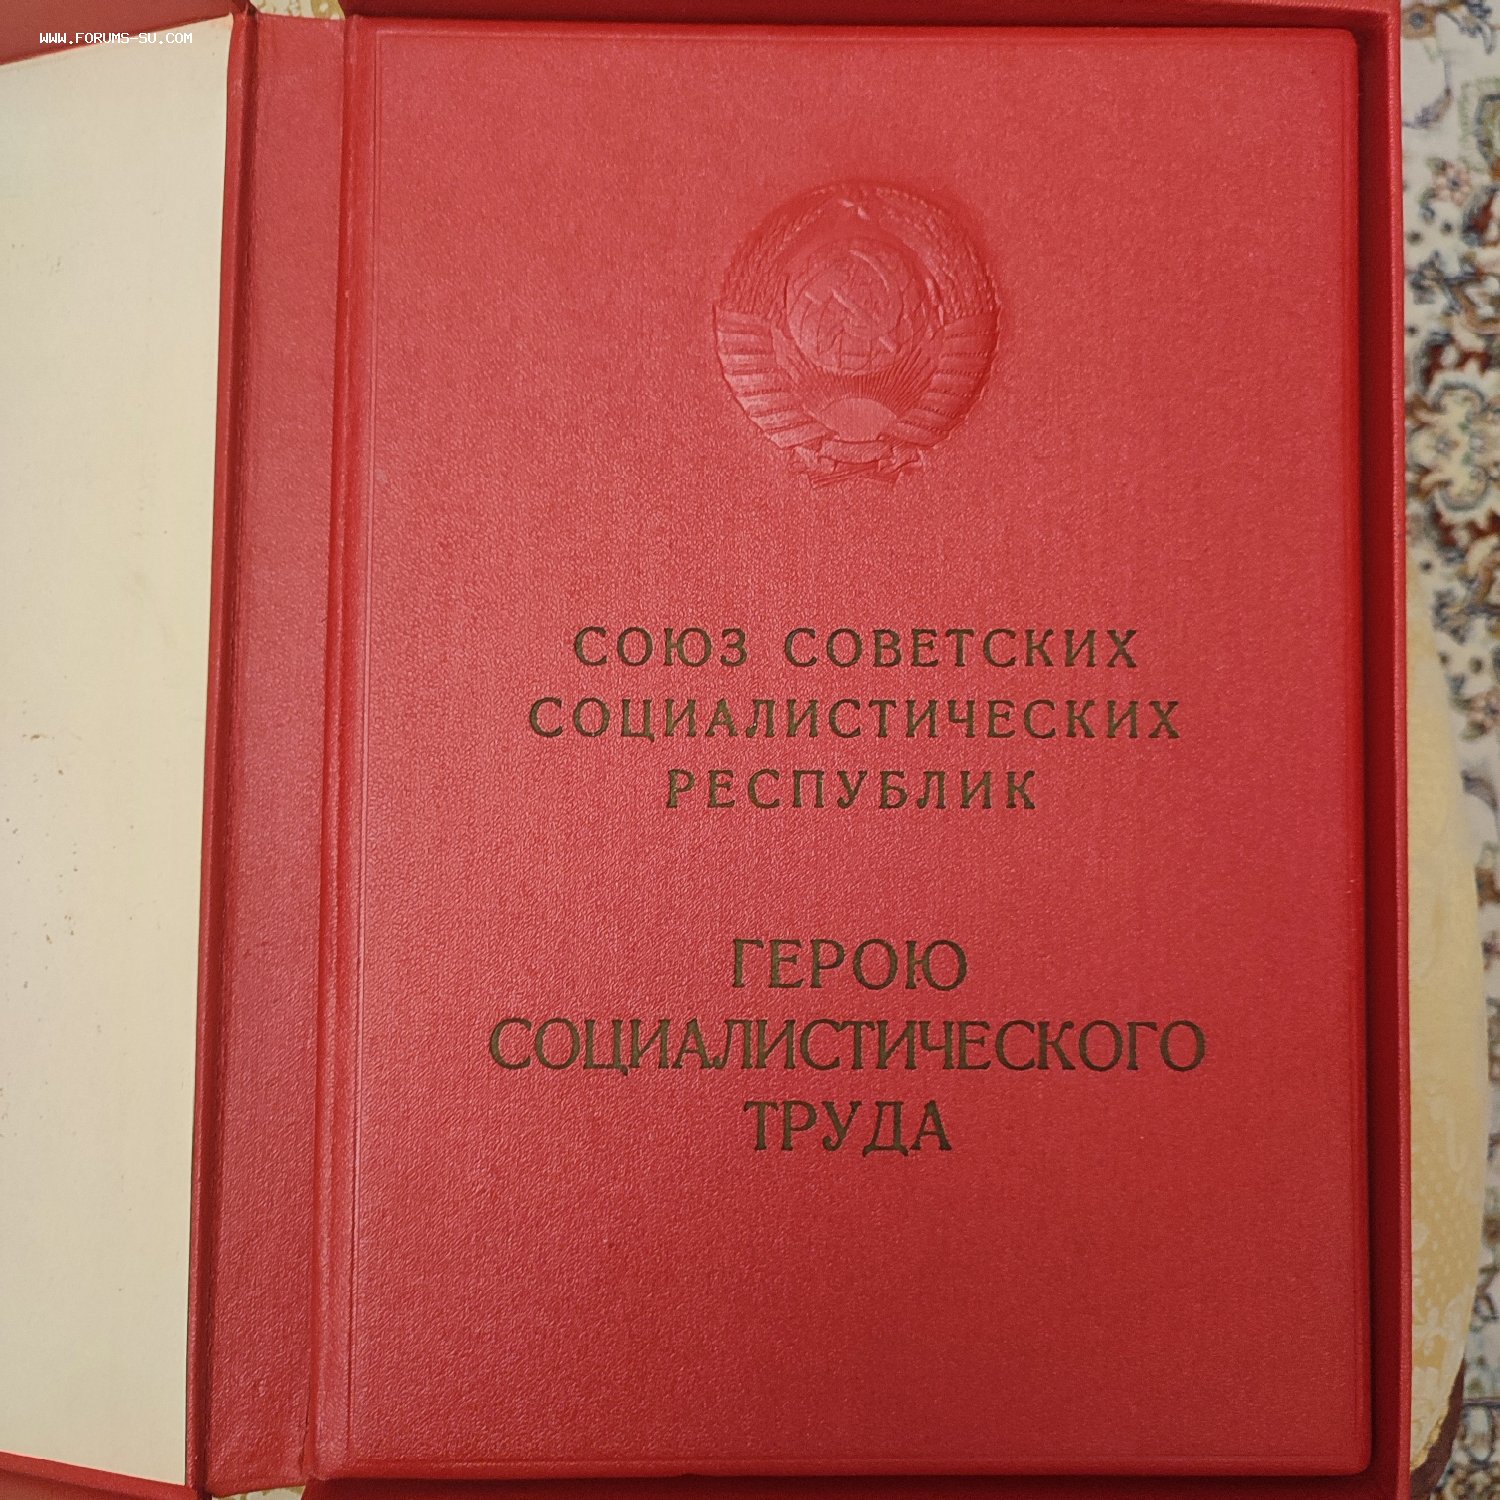 WWW.FORUMS-SU.COM
СОЮЗ СОВЕТСКИХ
СОЦИАЛИСТИЧЕСКИХ
РЕСПУБЛИК
ГЕРОЮ
СОЦИАЛИСТИЧЕСКОГО
ТРУДА